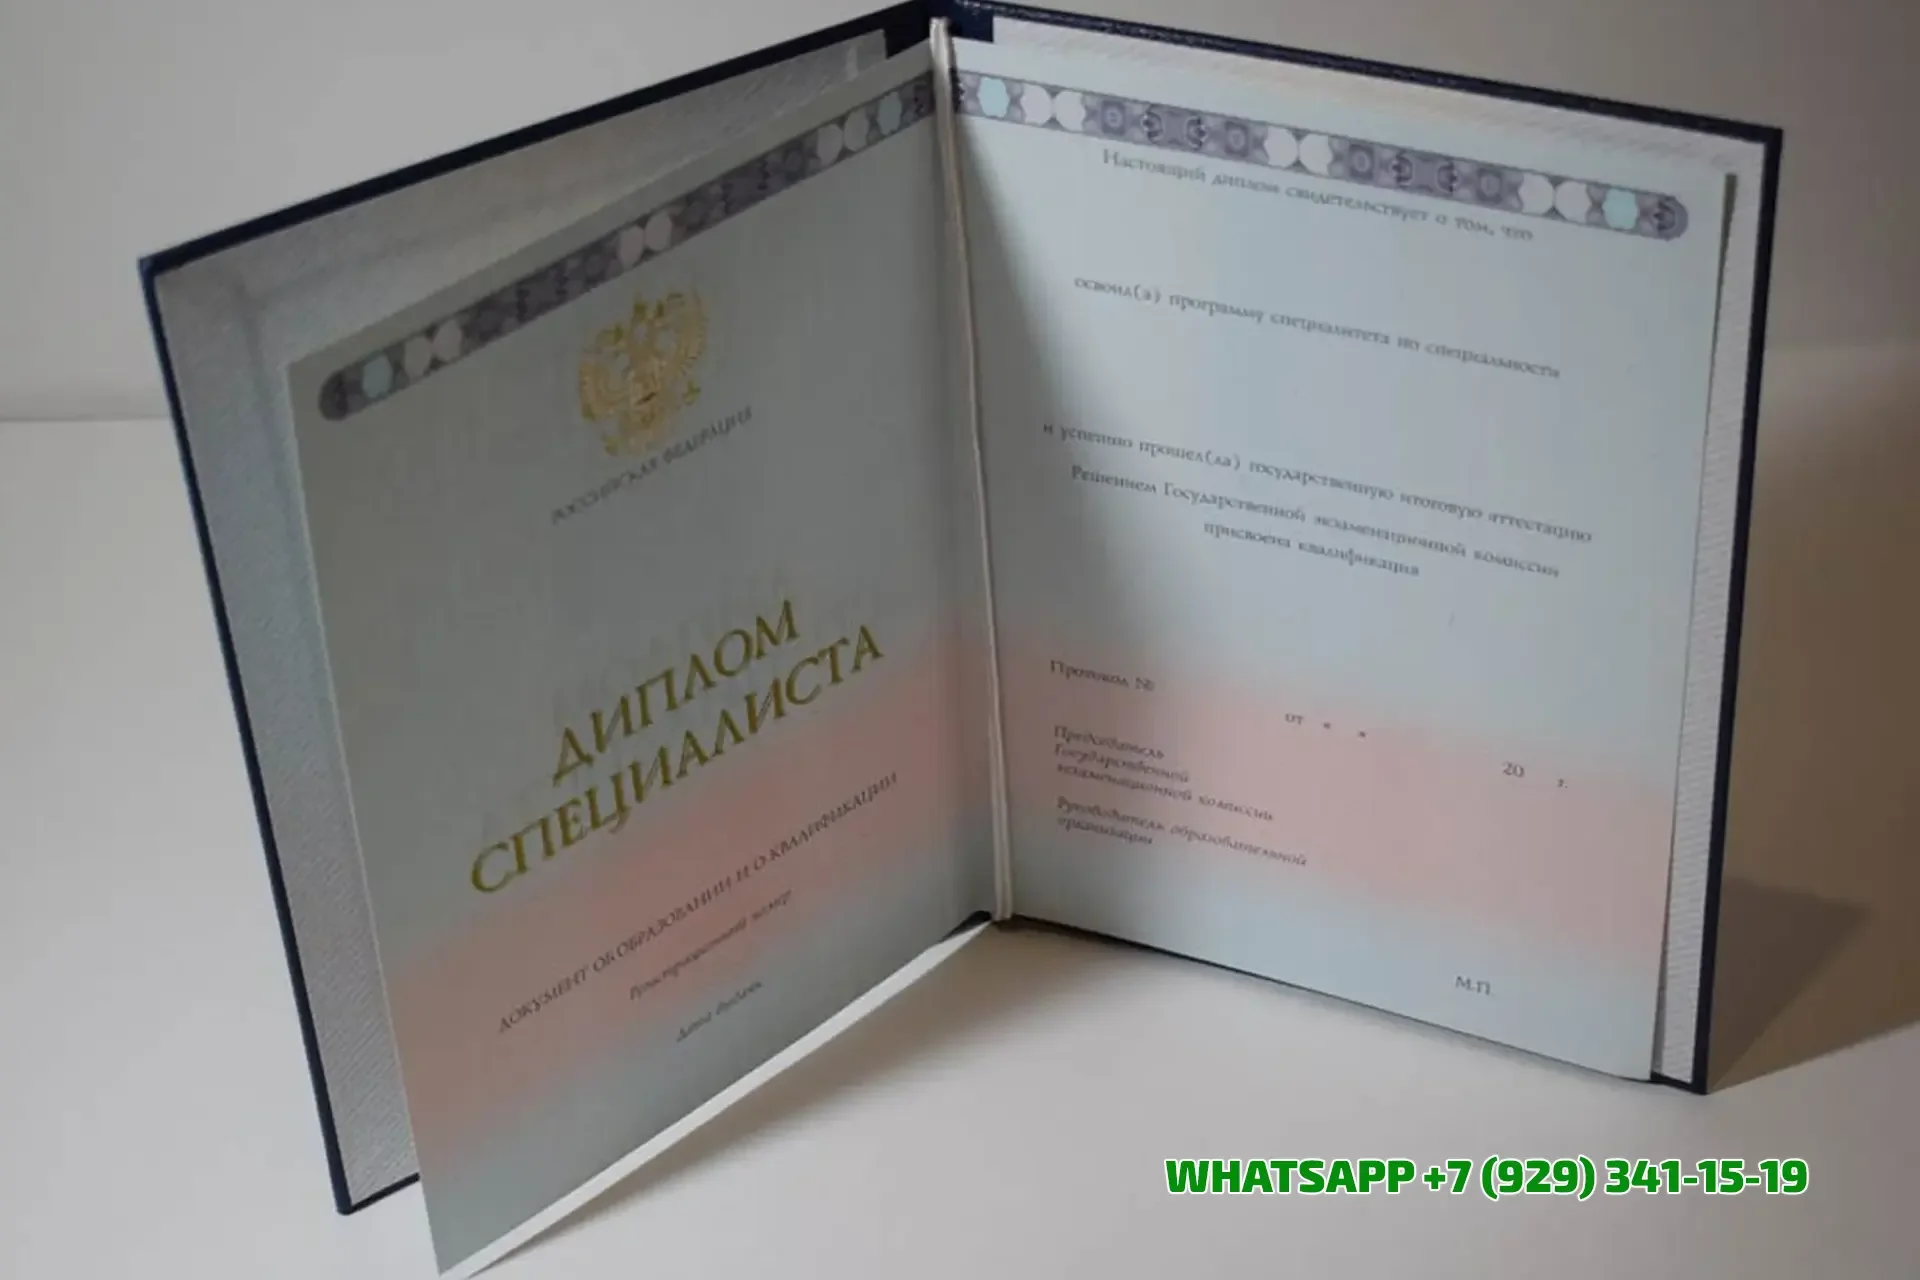 РОССИЙСКАЯ ФЕДЕРАЦИЯ
ДИПЛОМ
СПЕЦИАЛИСТА
ДОКУМЕНТ ОБ ОБРАЗОВАНИИ И О КВАЛИФИКАЦИИ
Регистрационный номер
Дата выдачи
Настоящий диплом свидетельствует о том, что
освоил(а) программу специалитета по специальности
и успешно прошел(ла) государственную итоговую аттестацию
Решением Государственной экзаменационной комиссии
присвоена квалификация
Протокол №
от « » 20 г.
Председатель
Государственной
экзаменационной комиссии
Руководитель образовательной
организации
М.П.
WHATSAPP +7 (929) 341-15-19